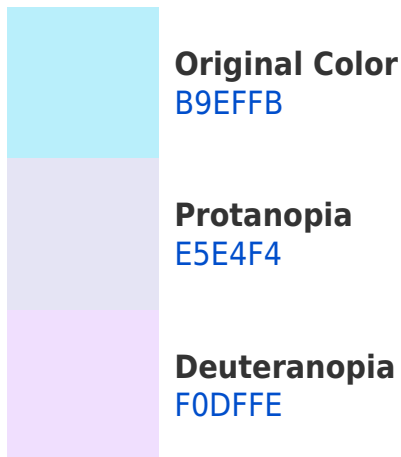 Original Color
B9EFFB
Protanopia
E5E4F4
Deuteranopia
F0DFFE